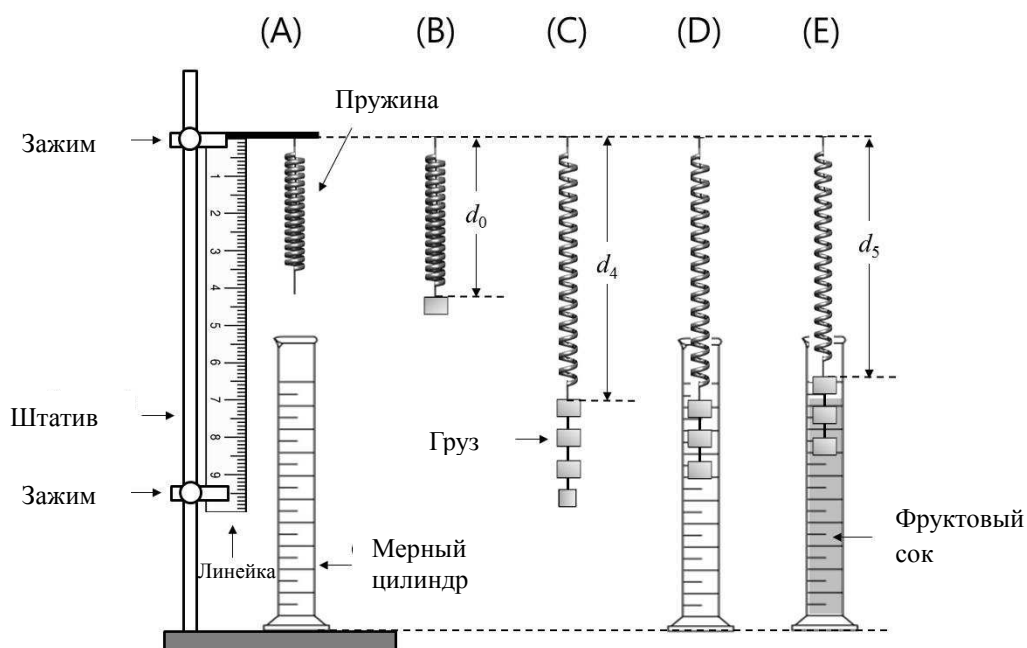 (A)
(B)
(C)
(D)
(E)
Пружина
Зажим
1
2
3
4
5
6
7
8
9
d₀
d₄
d₅
Штатив
Груз
Зажим
Линейка
Мерный
цилиндр
Фруктовый
сок